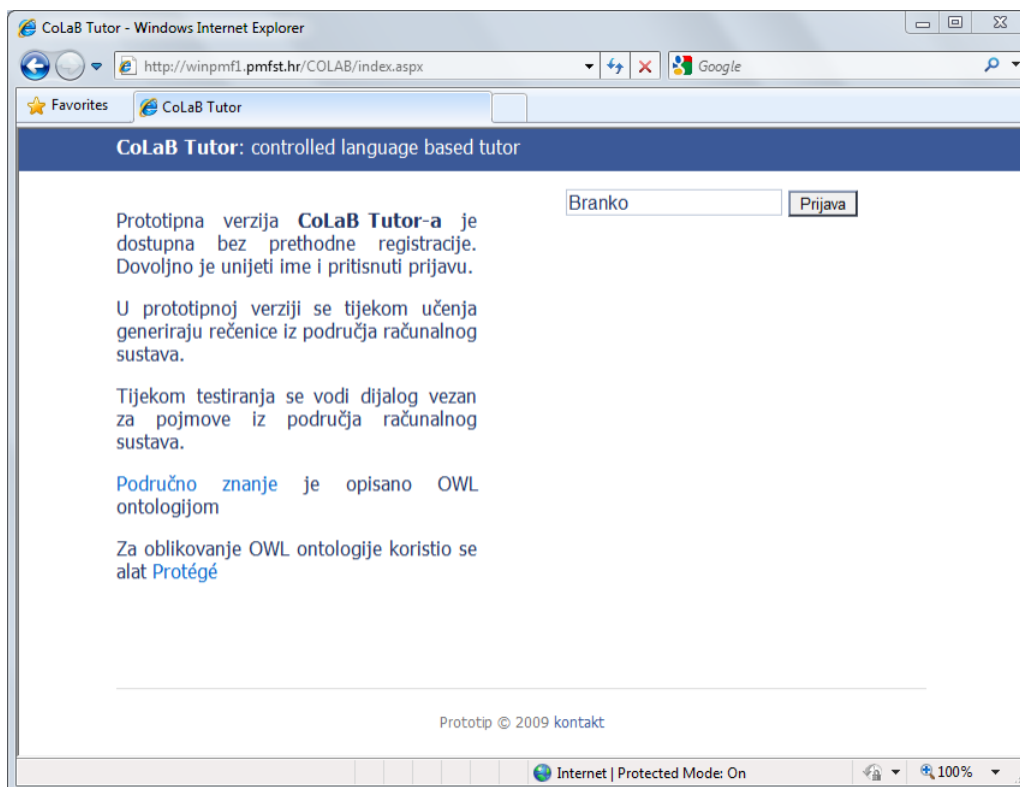 CoLaB Tutor - Windows Internet Explorer
http://winpmf1.pmfst.hr/COLAB/index.aspx
Google
Favorites
CoLaB Tutor
CoLaB Tutor: controlled language based tutor
Branko
Prijava
Prototipna verzija CoLaB Tutor-a je
dostupna bez prethodne registracije.
Dovoljno je unijeti ime i pritisnuti prijavu.
U prototipnoj verziji se tijekom učenja
generiraju rečenice iz područja računalnog
sustava.
Tijekom testiranja se vodi dijalog vezan
za pojmove iz područja računalnog
sustava.
Područno znanje je opisano OWL
ontologijom
Za oblikovanje OWL ontologije koristio se
alat Protégé
Prototip © 2009 kontakt
Internet | Protected Mode: On
100%